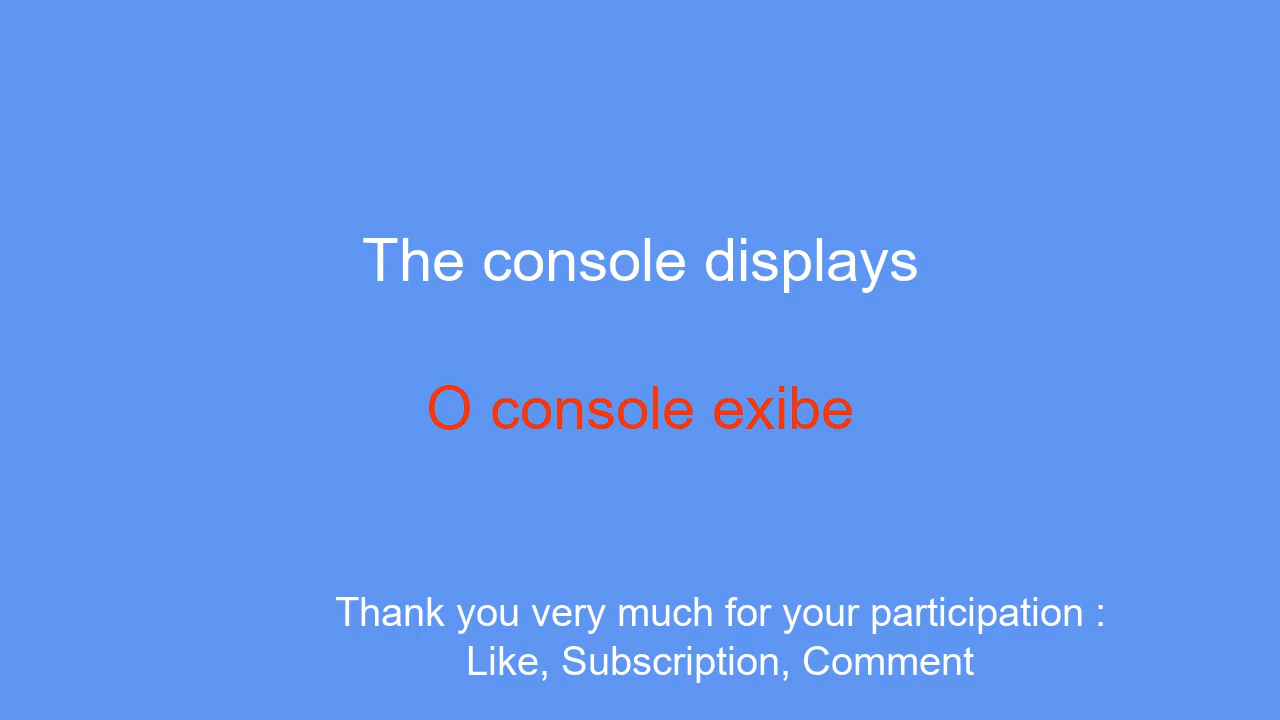 The console displays
O console exibe
Thank you very much for your participation :
Like, Subscription, Comment